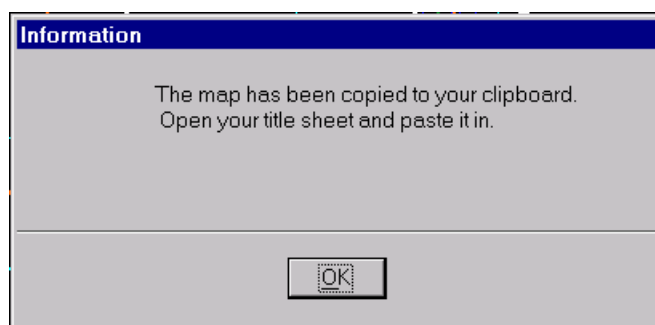 Information
The map has been copied to your clipboard.
Open your title sheet and paste it in.
OK